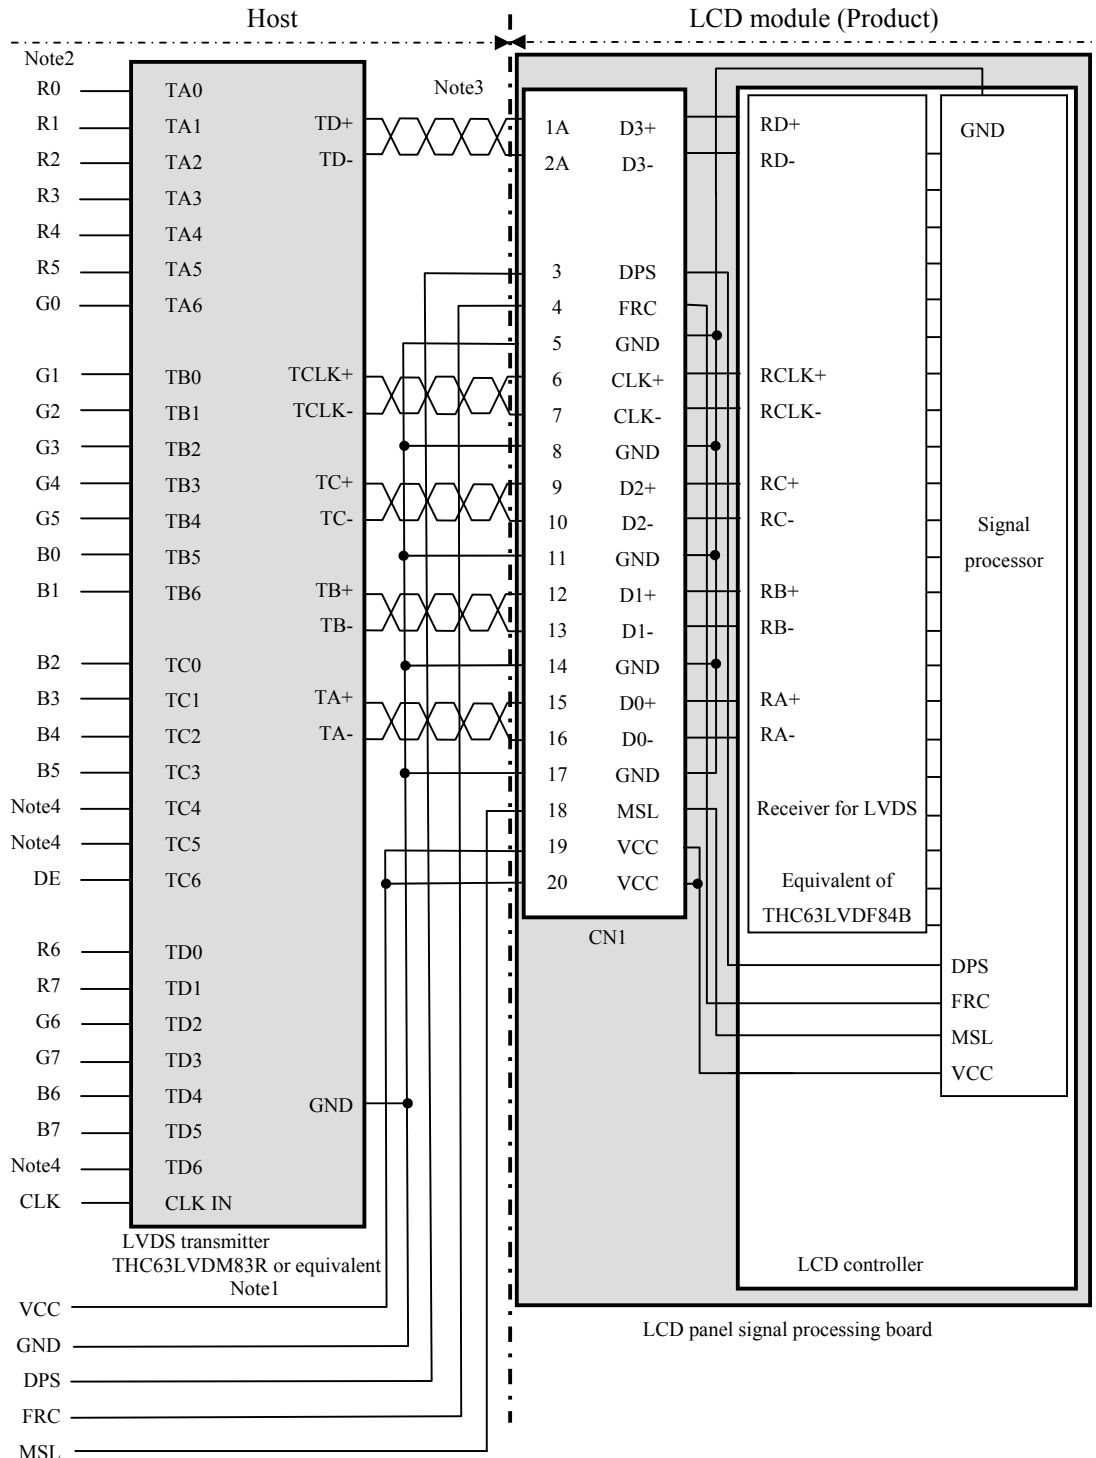 Host LCD module (Product)
Note2
Note3
R0 TA0
R1 TA1 TD+ 1A D3+ RD+ GND
R2 TA2 TD- 2A D3- RD-
R3 TA3
R4 TA4
R5 TA5 3 DPS
G0 TA6 4 FRC
5 GND
G1 TB0 TCLK+ 6 CLK+ RCLK+
G2 TB1 TCLK- 7 CLK- RCLK-
G3 TB2 8 GND
G4 TB3 TC+ 9 D2+ RC+
G5 TB4 TC- 10 D2- RC- Signal
B0 TB5 11 GND processor
B1 TB6 TB+ 12 D1+ RB+
TB- 13 D1- RB-
B2 TC0 14 GND
B3 TC1 TA+ 15 D0+ RA+
B4 TC2 TA- 16 D0- RA-
B5 TC3 17 GND
Note4 TC4 18 MSL Receiver for LVDS
Note4 TC5 19 VCC
DE TC6 20 VCC Equivalent of
THC63LVDF84B
CN1
R6 TD0 DPS
R7 TD1 FRC
G6 TD2 MSL
G7 TD3 VCC
B6 TD4 GND
B7 TD5
Note4 TD6
CLK CLK IN
LVDS transmitter
THC63LVDM83R or equivalent LCD controller
Note1
VCC
LCD panel signal processing board
GND
DPS
FRC
MSL